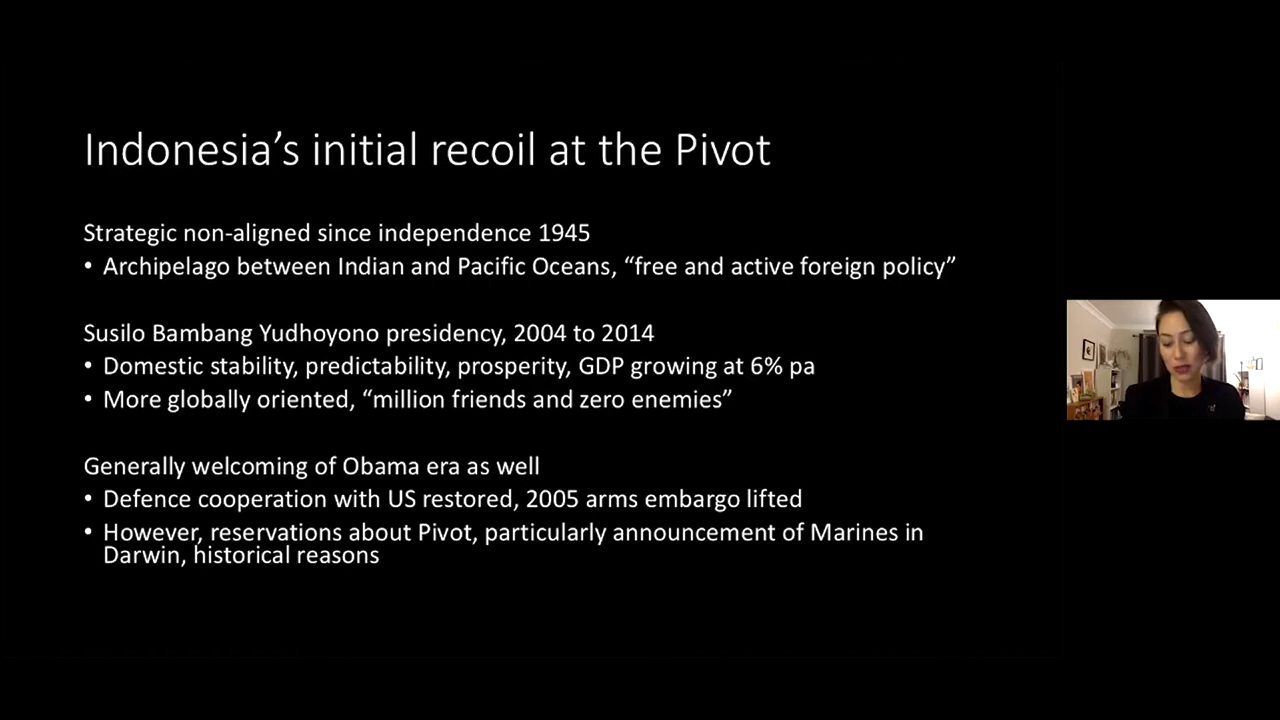 Indonesia’s initial recoil at the Pivot
Strategic non-aligned since independence 1945
• Archipelago between Indian and Pacific Oceans, “free and active foreign policy”
Susilo Bambang Yudhoyono presidency, 2004 to 2014
• Domestic stability, predictability, prosperity, GDP growing at 6% pa
• More globally oriented, “million friends and zero enemies”
Generally welcoming of Obama era as well
• Defence cooperation with US restored, 2005 arms embargo lifted
• However, reservations about Pivot, particularly announcement of Marines in
Darwin, historical reasons